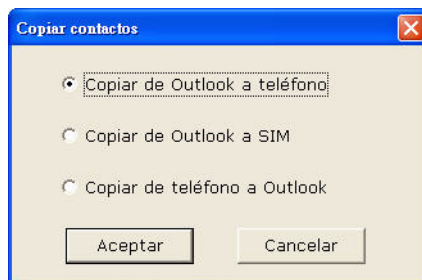 Copiar contactos
Copiar de Outlook a teléfono
Copiar de Outlook a SIM
Copiar de teléfono a Outlook
Aceptar Cancelar